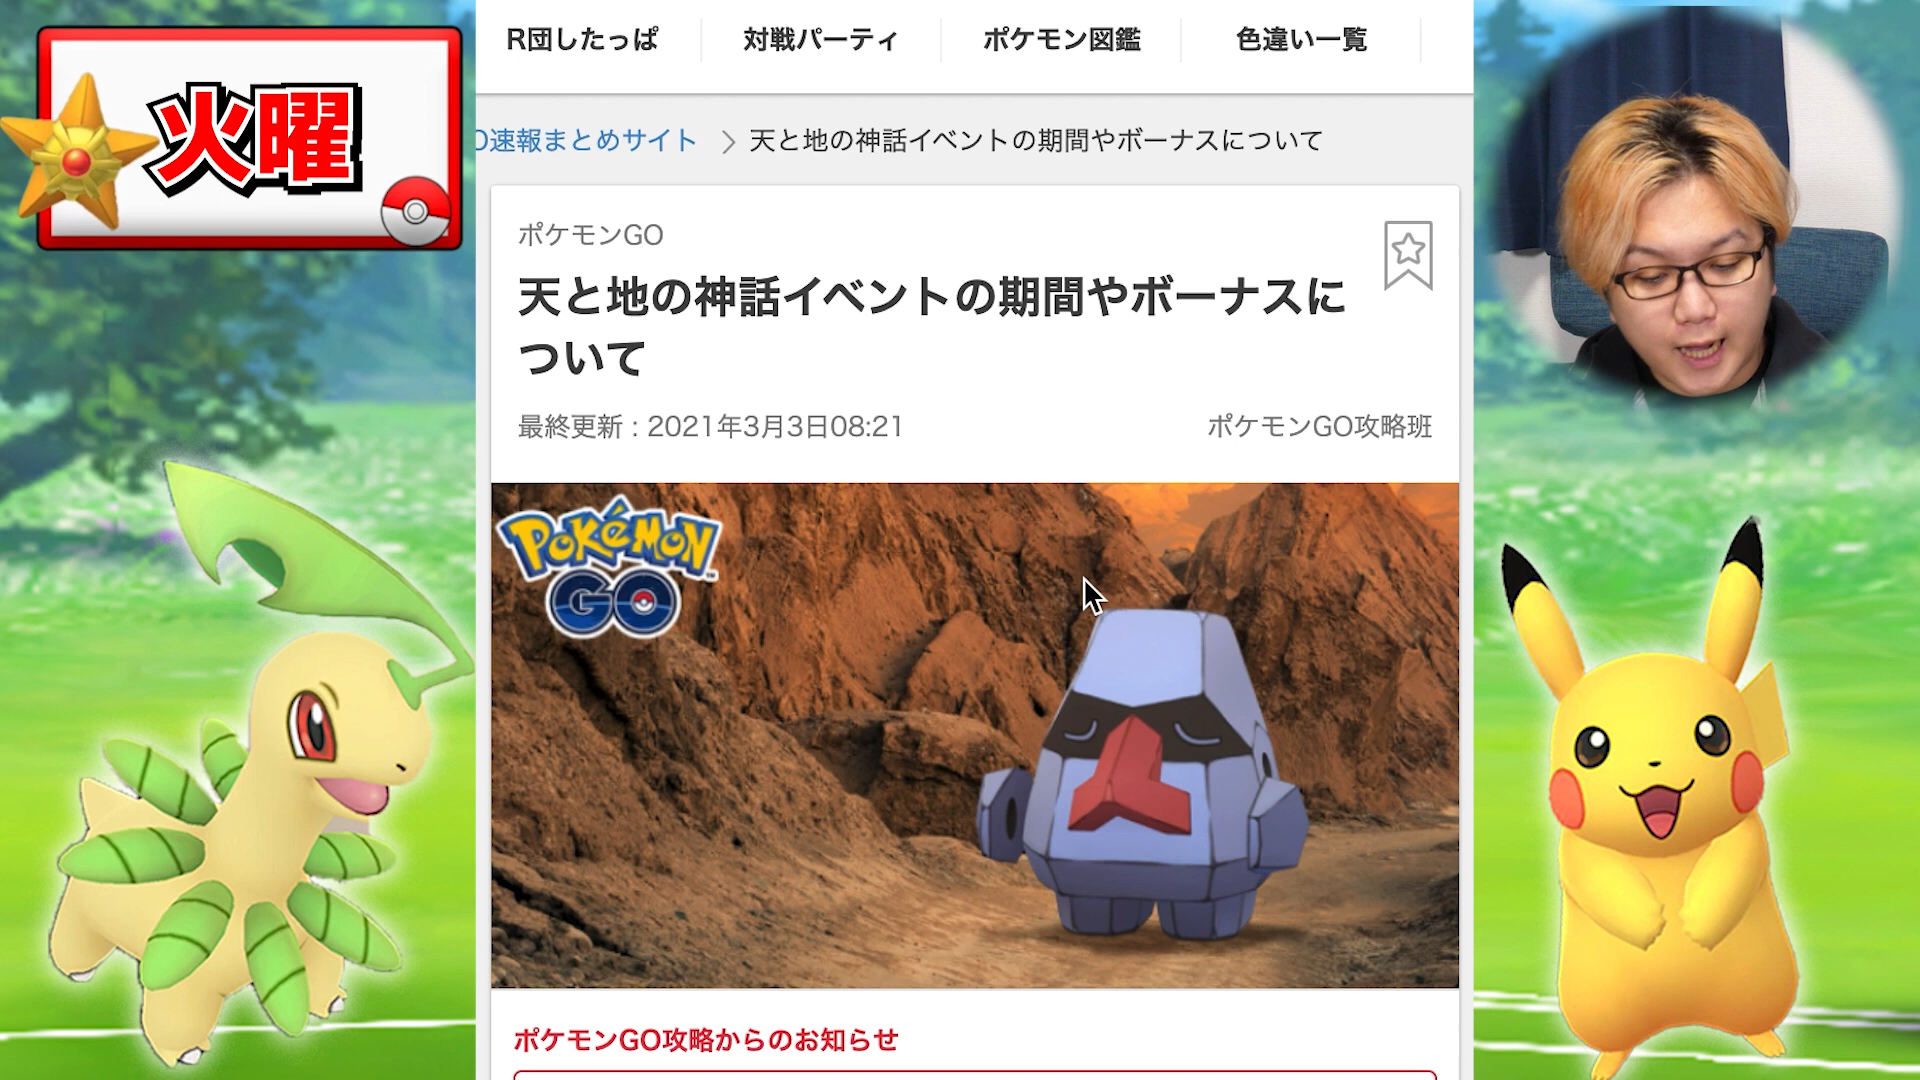 火曜
R団したっぱ
対戦パーティ
ポケモン図鑑
色違い一覧
O速報まとめサイト
天と地の神話イベントの期間やボーナスについて
ポケモンGO
天と地の神話イベントの期間やボーナスに
ついて
最終更新 : 2021年3月3日08:21
ポケモンGO攻略班
POKéMON
GO
ポケモンGO攻略からのお知らせ